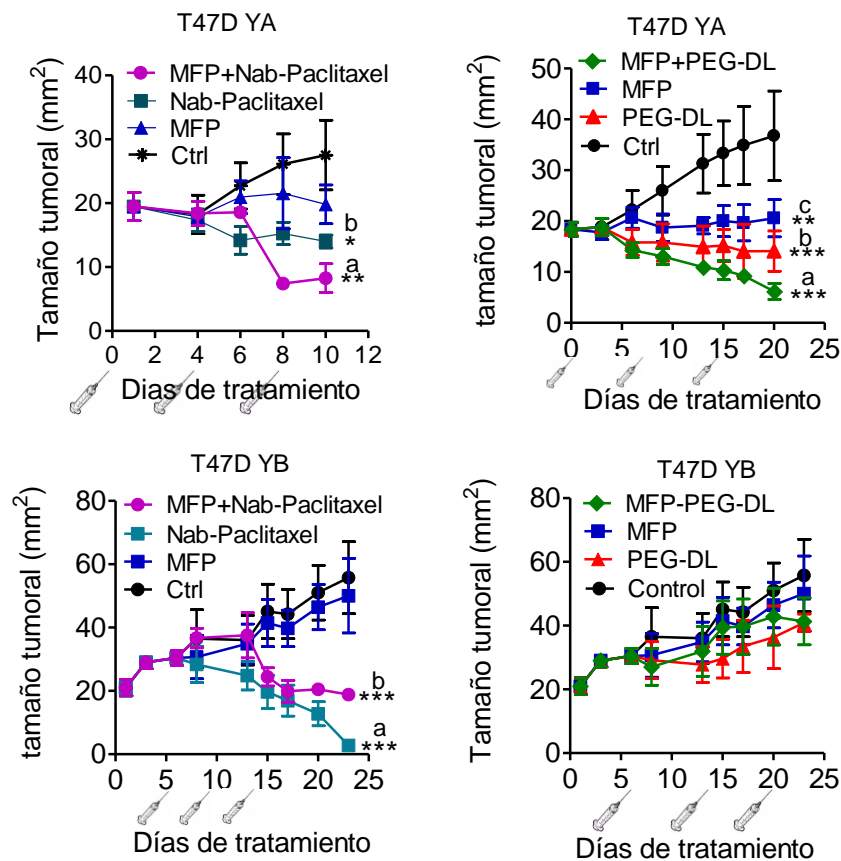 T47D YA
Tamaño tumoral (mm²)
40
30
20
10
0
MFP+Nab-Paclitaxel
Nab-Paclitaxel
MFP
Ctrl
b
*
a
**
0 2 4 6 8 10 12
Dias de tratamiento
T47D YA
tamaño tumoral (mm²)
50
40
30
20
10
0
MFP+PEG-DL
MFP
PEG-DL
Ctrl
c
**
b
***
a
***
0 5 10 15 20 25
Días de tratamiento
T47D YB
tamaño tumoral (mm²)
80
60
40
20
0
MFP+Nab-Paclitaxel
Nab-Paclitaxel
MFP
Ctrl
b
***
a
***
0 5 10 15 20 25
Días de tratamiento
T47D YB
Tamaño tumoral (mm²)
80
60
40
20
0
MFP-PEG-DL
MFP
PEG-DL
Control
0 5 10 15 20 25
Días de tratamiento